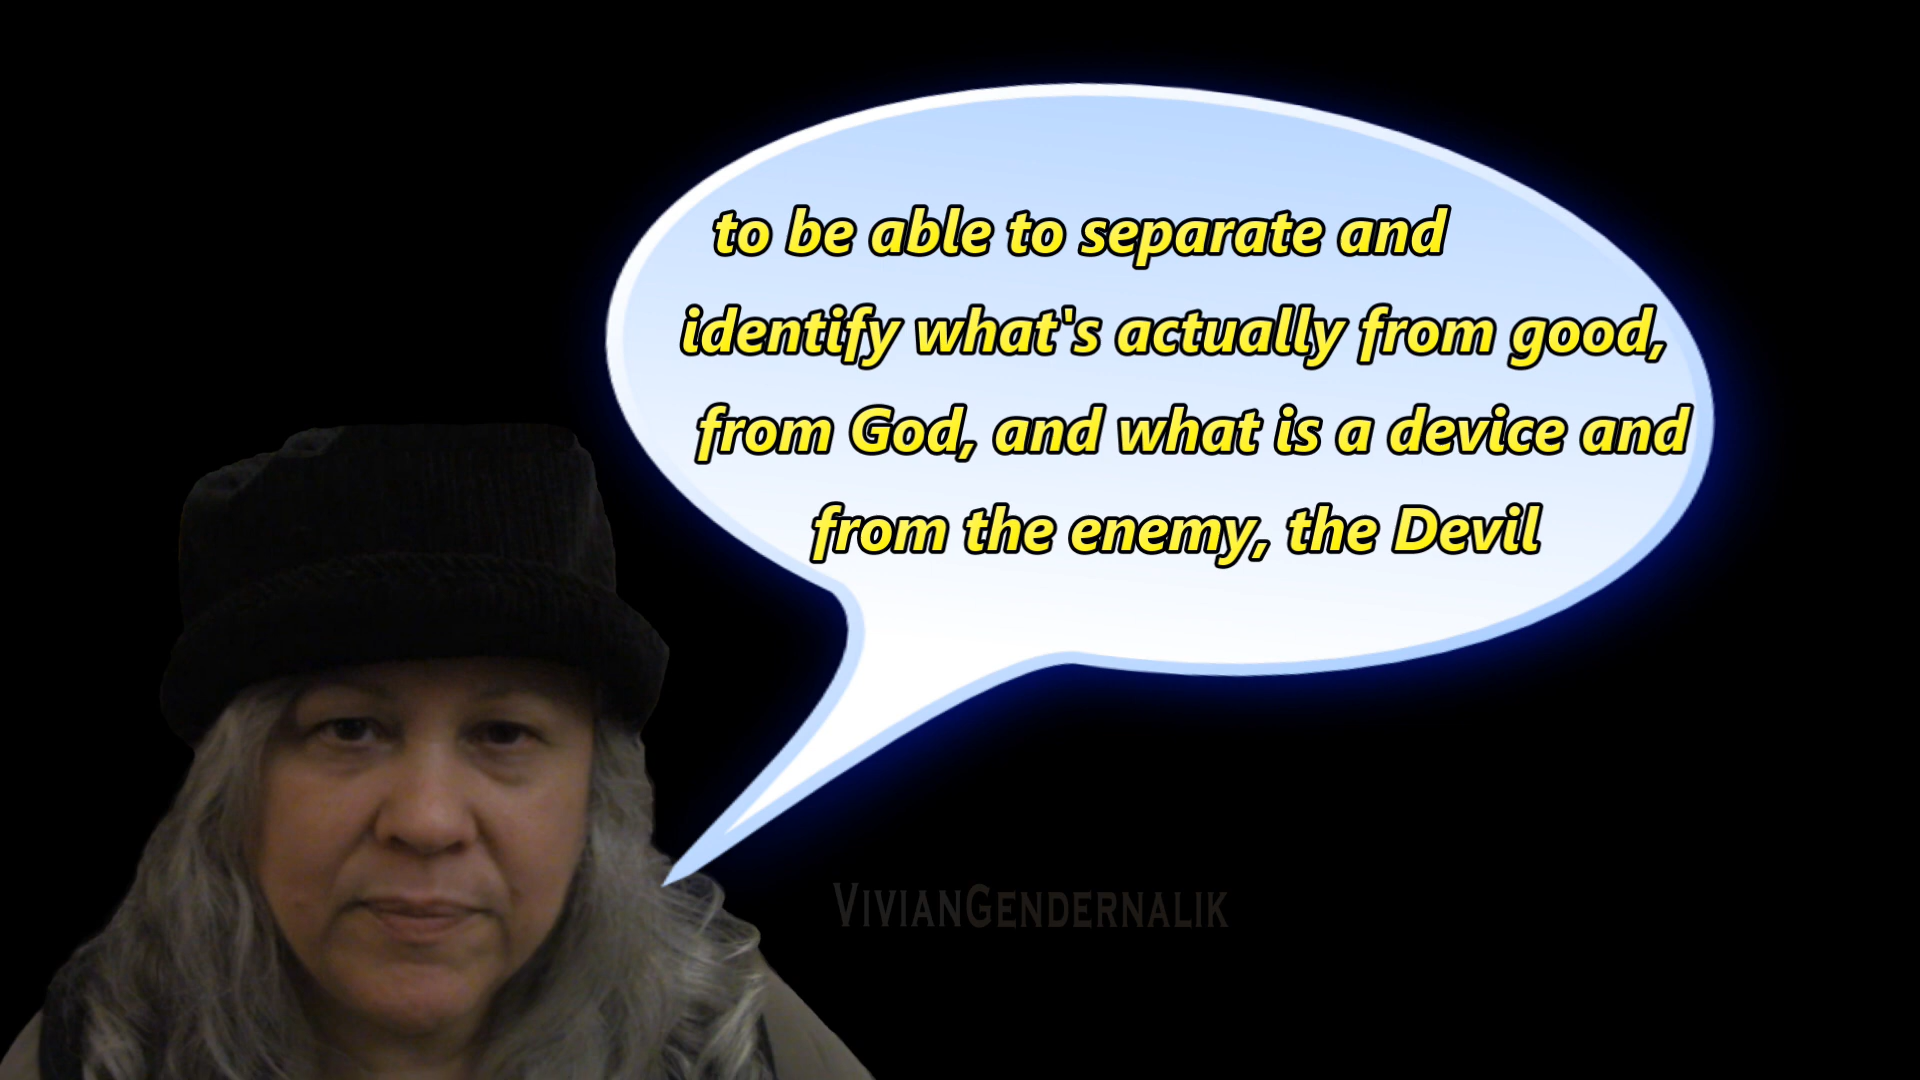 to be able to separate and
identify what's actually from good,
from God, and what is a device and
from the enemy, the Devil
VivianGendernalik